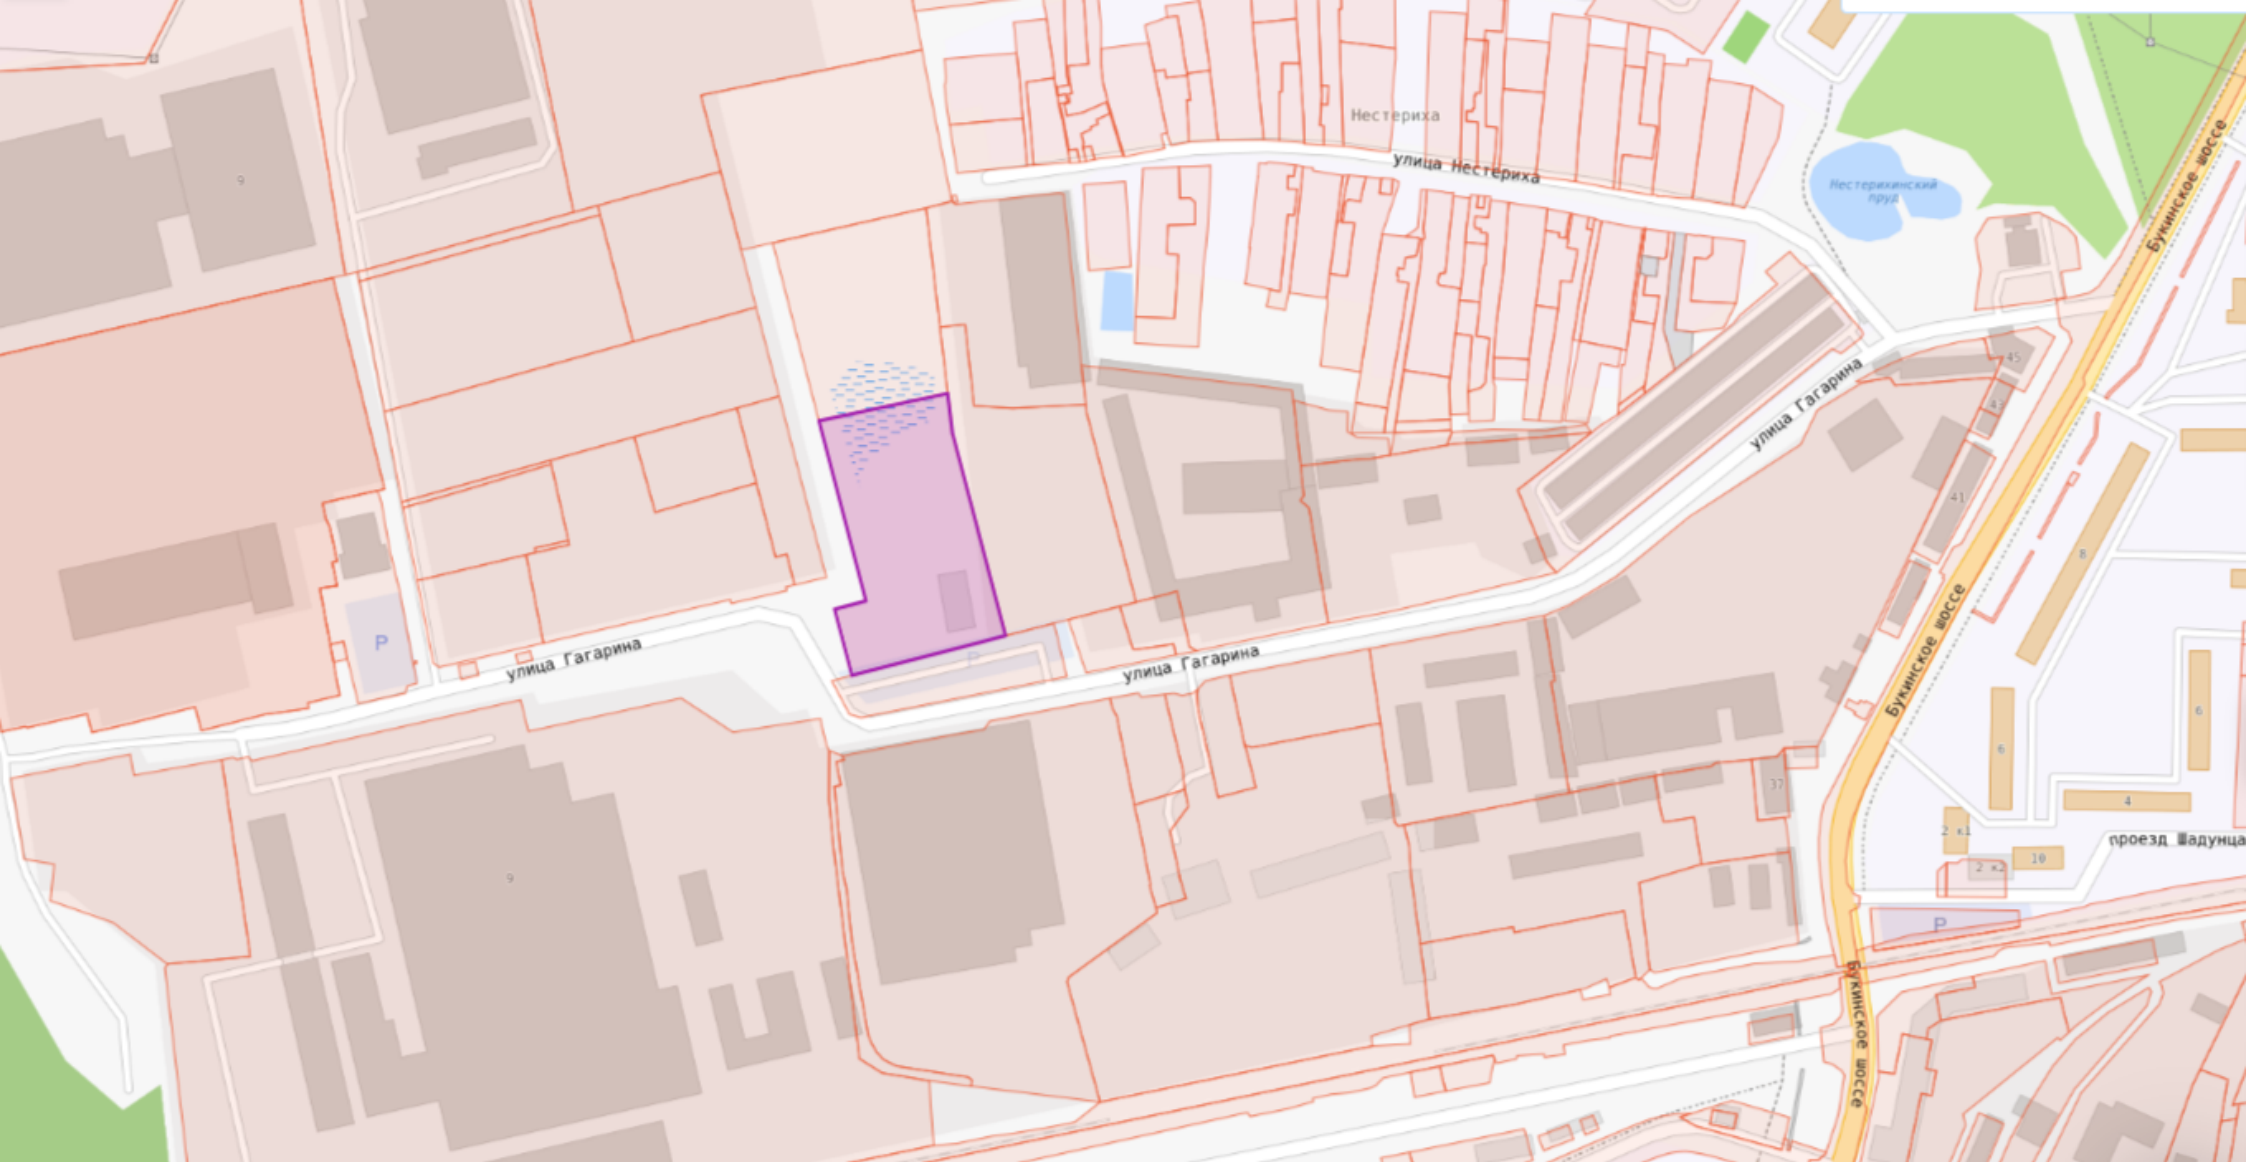 Нестериха
улица Нестериха
Нестерихинский
пруд
Букинское шоссе
9
45
43
улица Гагарина
41
8
Р
улица Гагарина
улица Гагарина
Р
Букинское шоссе
6
6
37
4
2 к1
проезд Шадунца
10
2 к2
9
Р
Букинское шоссе